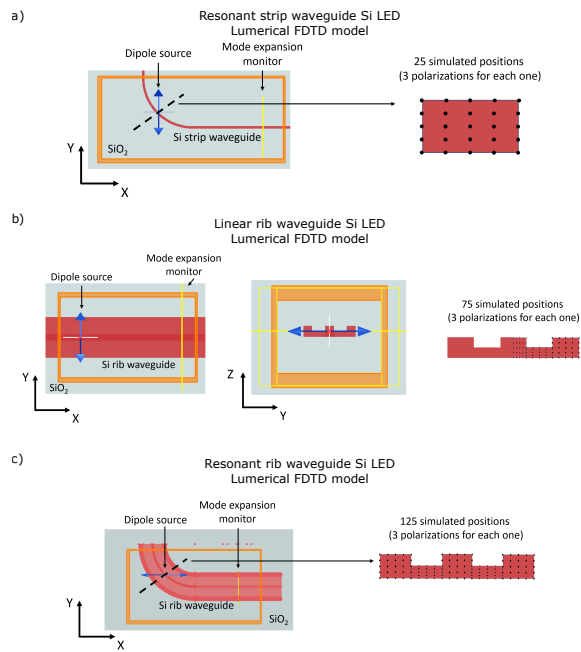 a)
Resonant strip waveguide Si LED
Lumerical FDTD model
Dipole source
Mode expansion
monitor
25 simulated positions
(3 polarizations for each one)
Si strip waveguide
SiO2
Y
X
b)
Linear rib waveguide Si LED
Lumerical FDTD model
Mode expansion
monitor
Dipole source
75 simulated positions
(3 polarizations for each one)
Si rib waveguide
SiO2
Y
X
Z
Y
c)
Resonant rib waveguide Si LED
Lumerical FDTD model
Mode expansion
monitor
Dipole source
125 simulated positions
(3 polarizations for each one)
Si rib waveguide
SiO2
Y
X